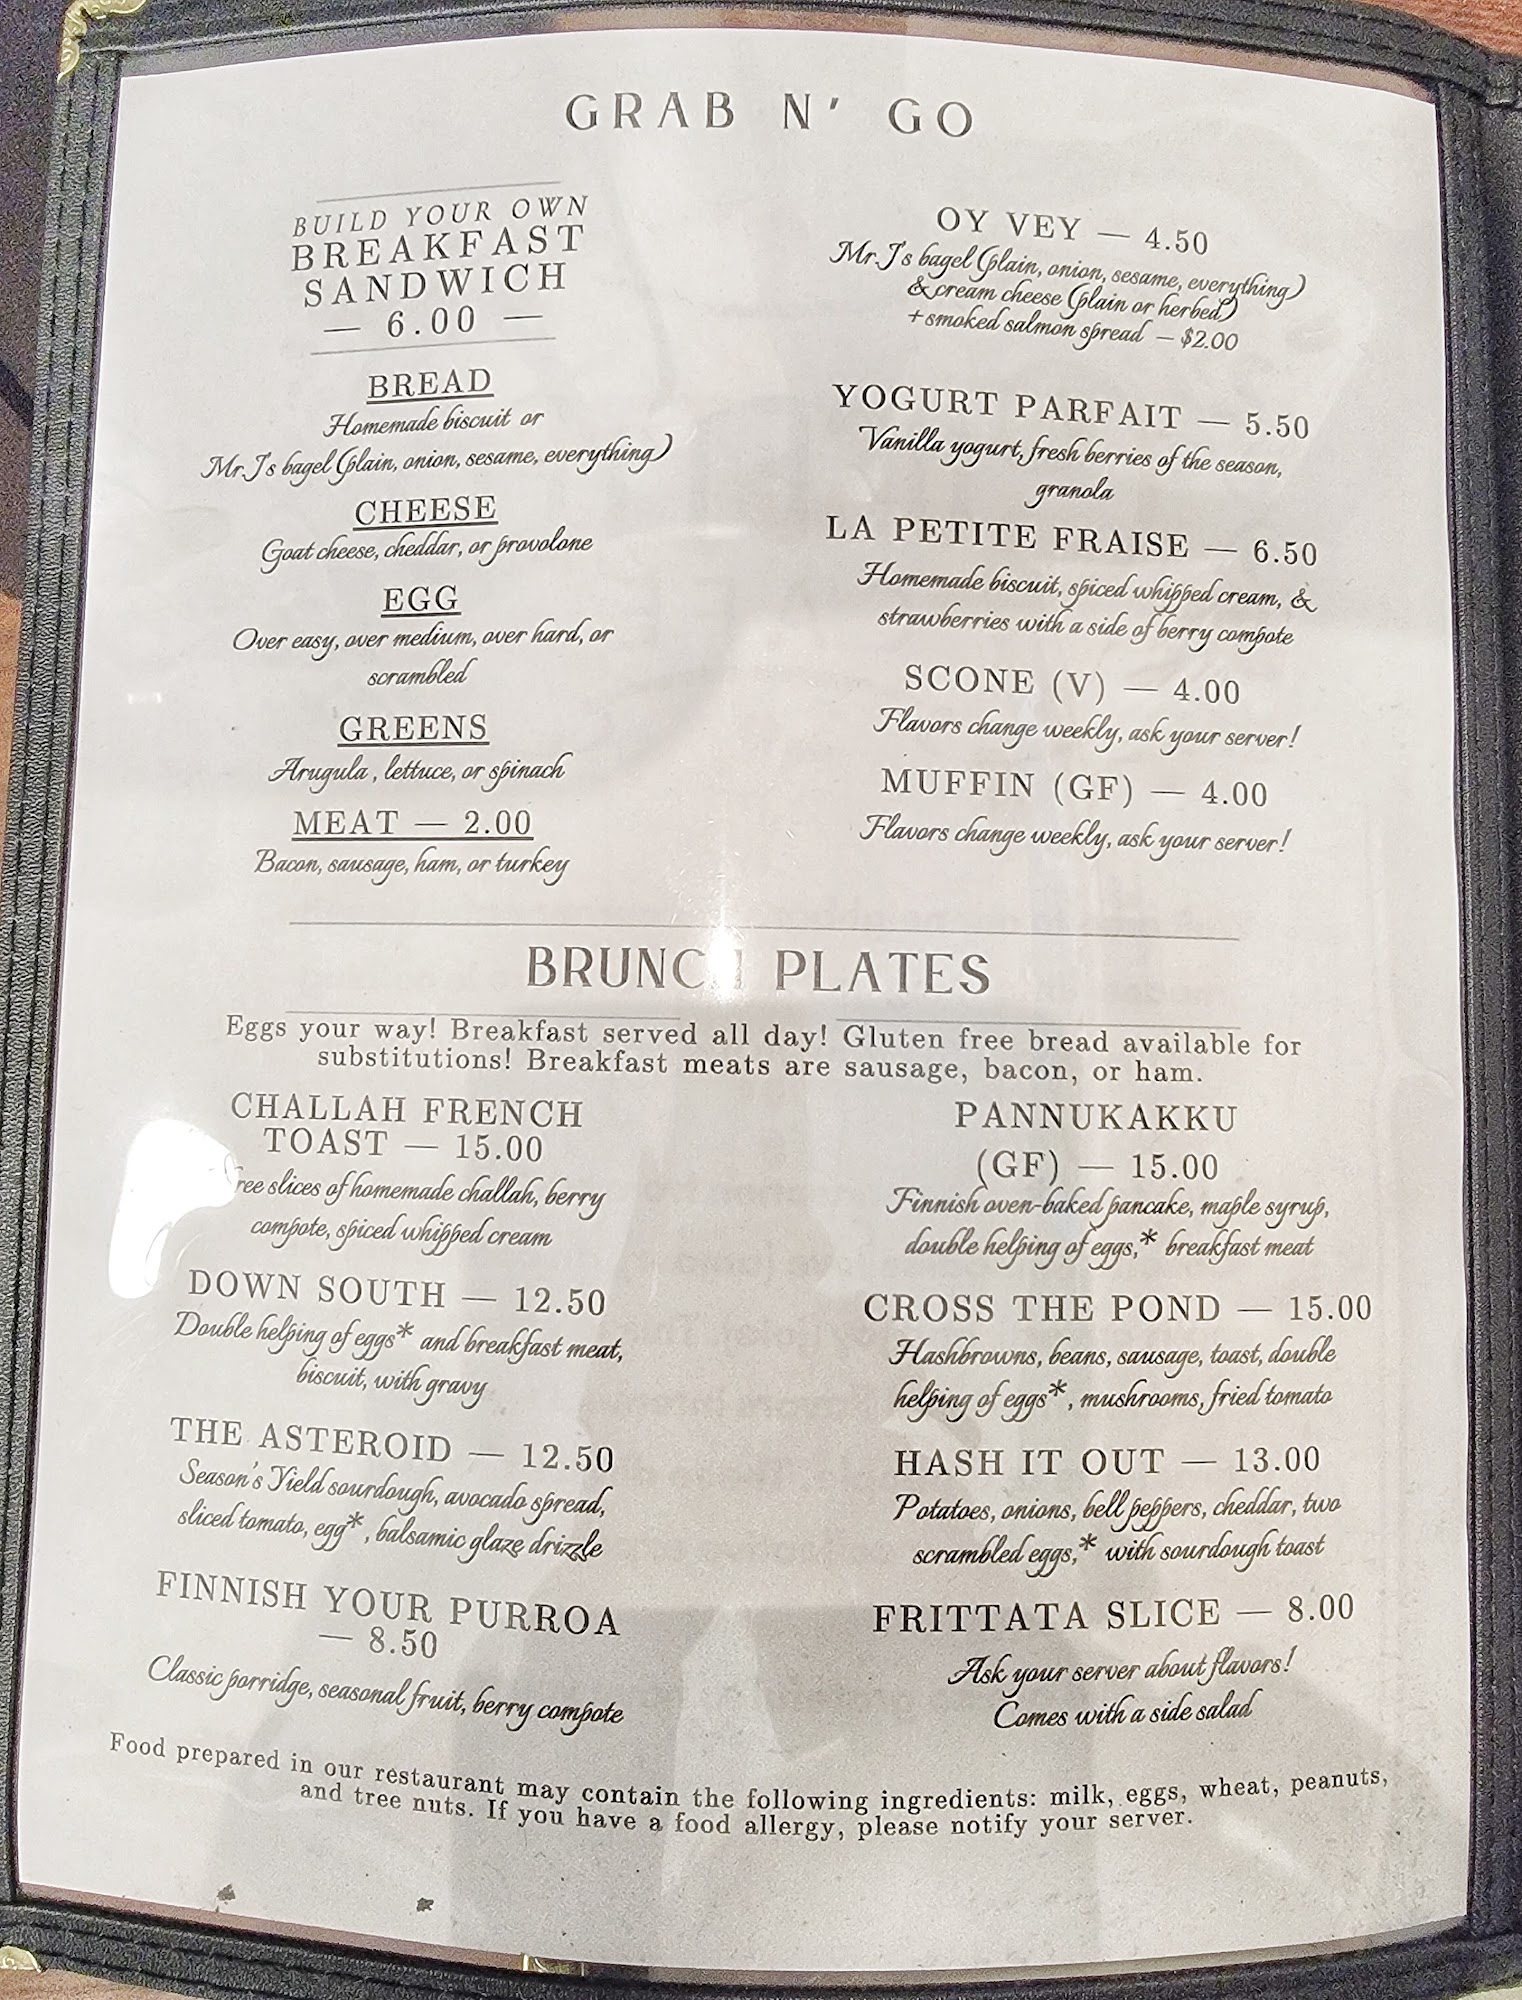 GRAB N' GO
BUILD YOUR OWN
BREAKFAST
SANDWICH
— 6.00 —
BREAD
Homemade biscuit or
Mr. J's bagel (plain, onion, sesame, everything)
CHEESE
Goat cheese, cheddar, or provolone
EGG
Over easy, over medium, over hard, or
scrambled
GREENS
Arugula , lettuce, or spinach
MEAT — 2.00
Bacon, sausage, ham, or turkey
OY VEY — 4.50
Mr. J's bagel (plain, onion, sesame, everything)
& cream cheese (plain or herbed)
+ smoked salmon spread — $2.00
YOGURT PARFAIT — 5.50
Vanilla yogurt, fresh berries of the season,
granola
LA PETITE FRAISE — 6.50
Homemade biscuit, spiced whipped cream, &
strawberries with a side of berry compote
SCONE (V) — 4.00
Flavors change weekly, ask your server!
MUFFIN (GF) — 4.00
Flavors change weekly, ask your server!
BRUNCH PLATES
Eggs your way! Breakfast served all day! Gluten free bread available for
substitutions! Breakfast meats are sausage, bacon, or ham.
CHALLAH FRENCH
TOAST — 15.00
slices of homemade challah, berry
compote, spiced whipped cream
DOWN SOUTH — 12.50
Double helping of eggs* and breakfast meat,
biscuit, with gravy
THE ASTEROID — 12.50
Season's Yield sourdough, avocado spread,
sliced tomato, egg* , balsamic glaze drizzle
FINNISH YOUR PURROA
— 8.50
Classic porridge, seasonal fruit, berry compote
PANNUKAKKU
(GF) — 15.00
Finnish oven-baked pancake, maple syrup,
double helping of eggs,* breakfast meat
CROSS THE POND — 15.00
Hashbrowns, beans, sausage, toast, double
helping of eggs* , mushrooms, fried tomato
HASH IT OUT — 13.00
Potatoes, onions, bell peppers, cheddar, two
scrambled eggs,* with sourdough toast
FRITTATA SLICE — 8.00
Ask your server about flavors!
Comes with a side salad
Food prepared in our restaurant may contain the following ingredients: milk, eggs, wheat, peanuts,
and tree nuts. If you have a food allergy, please notify your server.